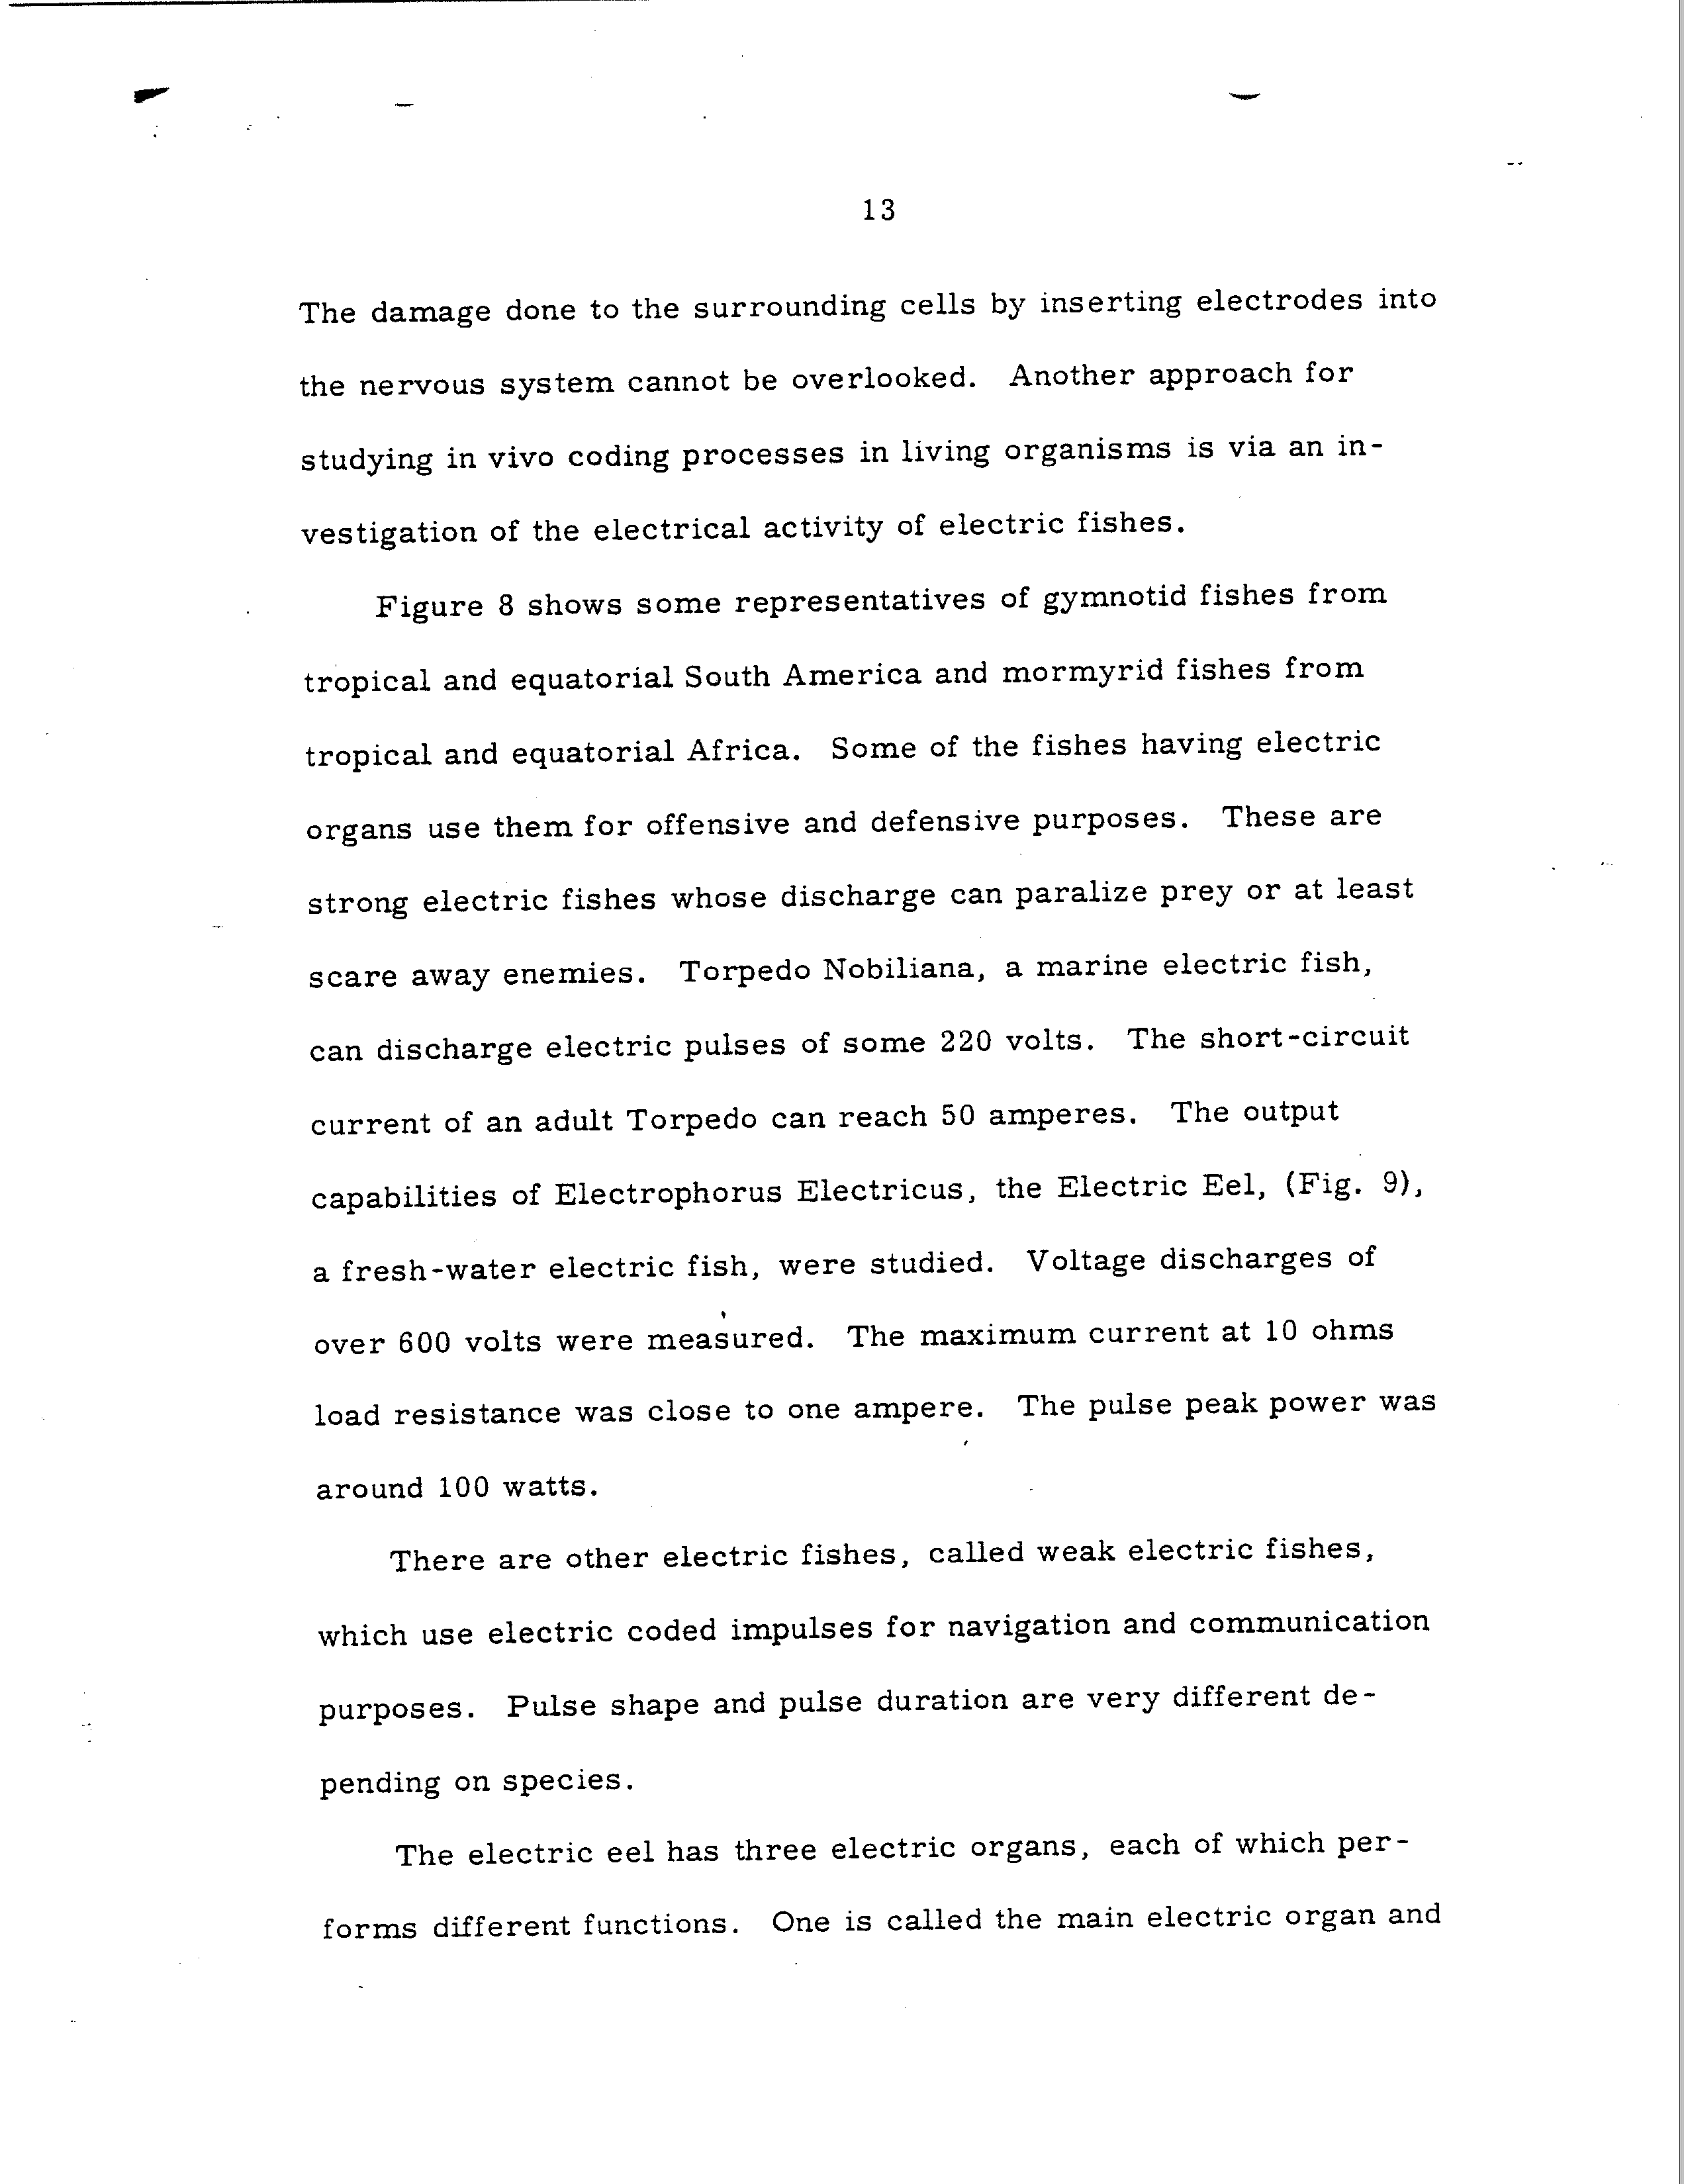 13
The damage done to the surrounding cells by inserting electrodes into
the nervous system cannot be overlooked. Another approach for
studying in vivo coding processes in living organisms is via an in-
vestigation of the electrical activity of electric fishes.
Figure 8 shows some representatives of gymnotid fishes from
tropical and equatorial South America and mormyrid fishes from
tropical and equatorial Africa. Some of the fishes having electric
organs use them for offensive and defensive purposes. These are
strong electric fishes whose discharge can paralize prey or at least
scare away enemies. Torpedo Nobiliana, a marine electric fish,
can discharge electric pulses of some 220 volts. The short-circuit
current of an adult Torpedo can reach 50 amperes. The output
capabilities of Electrophorus Electricus, the Electric Eel, (Fig. 9),
a fresh-water electric fish, were studied. Voltage discharges of
over 600 volts were measured. The maximum current at 10 ohms
load resistance was close to one ampere. The pulse peak power was
around 100 watts.
There are other electric fishes, called weak electric fishes,
which use electric coded impulses for navigation and communication
purposes. Pulse shape and pulse duration are very different de-
pending on species.
The electric eel has three electric organs, each of which per-
forms different functions. One is called the main electric organ and